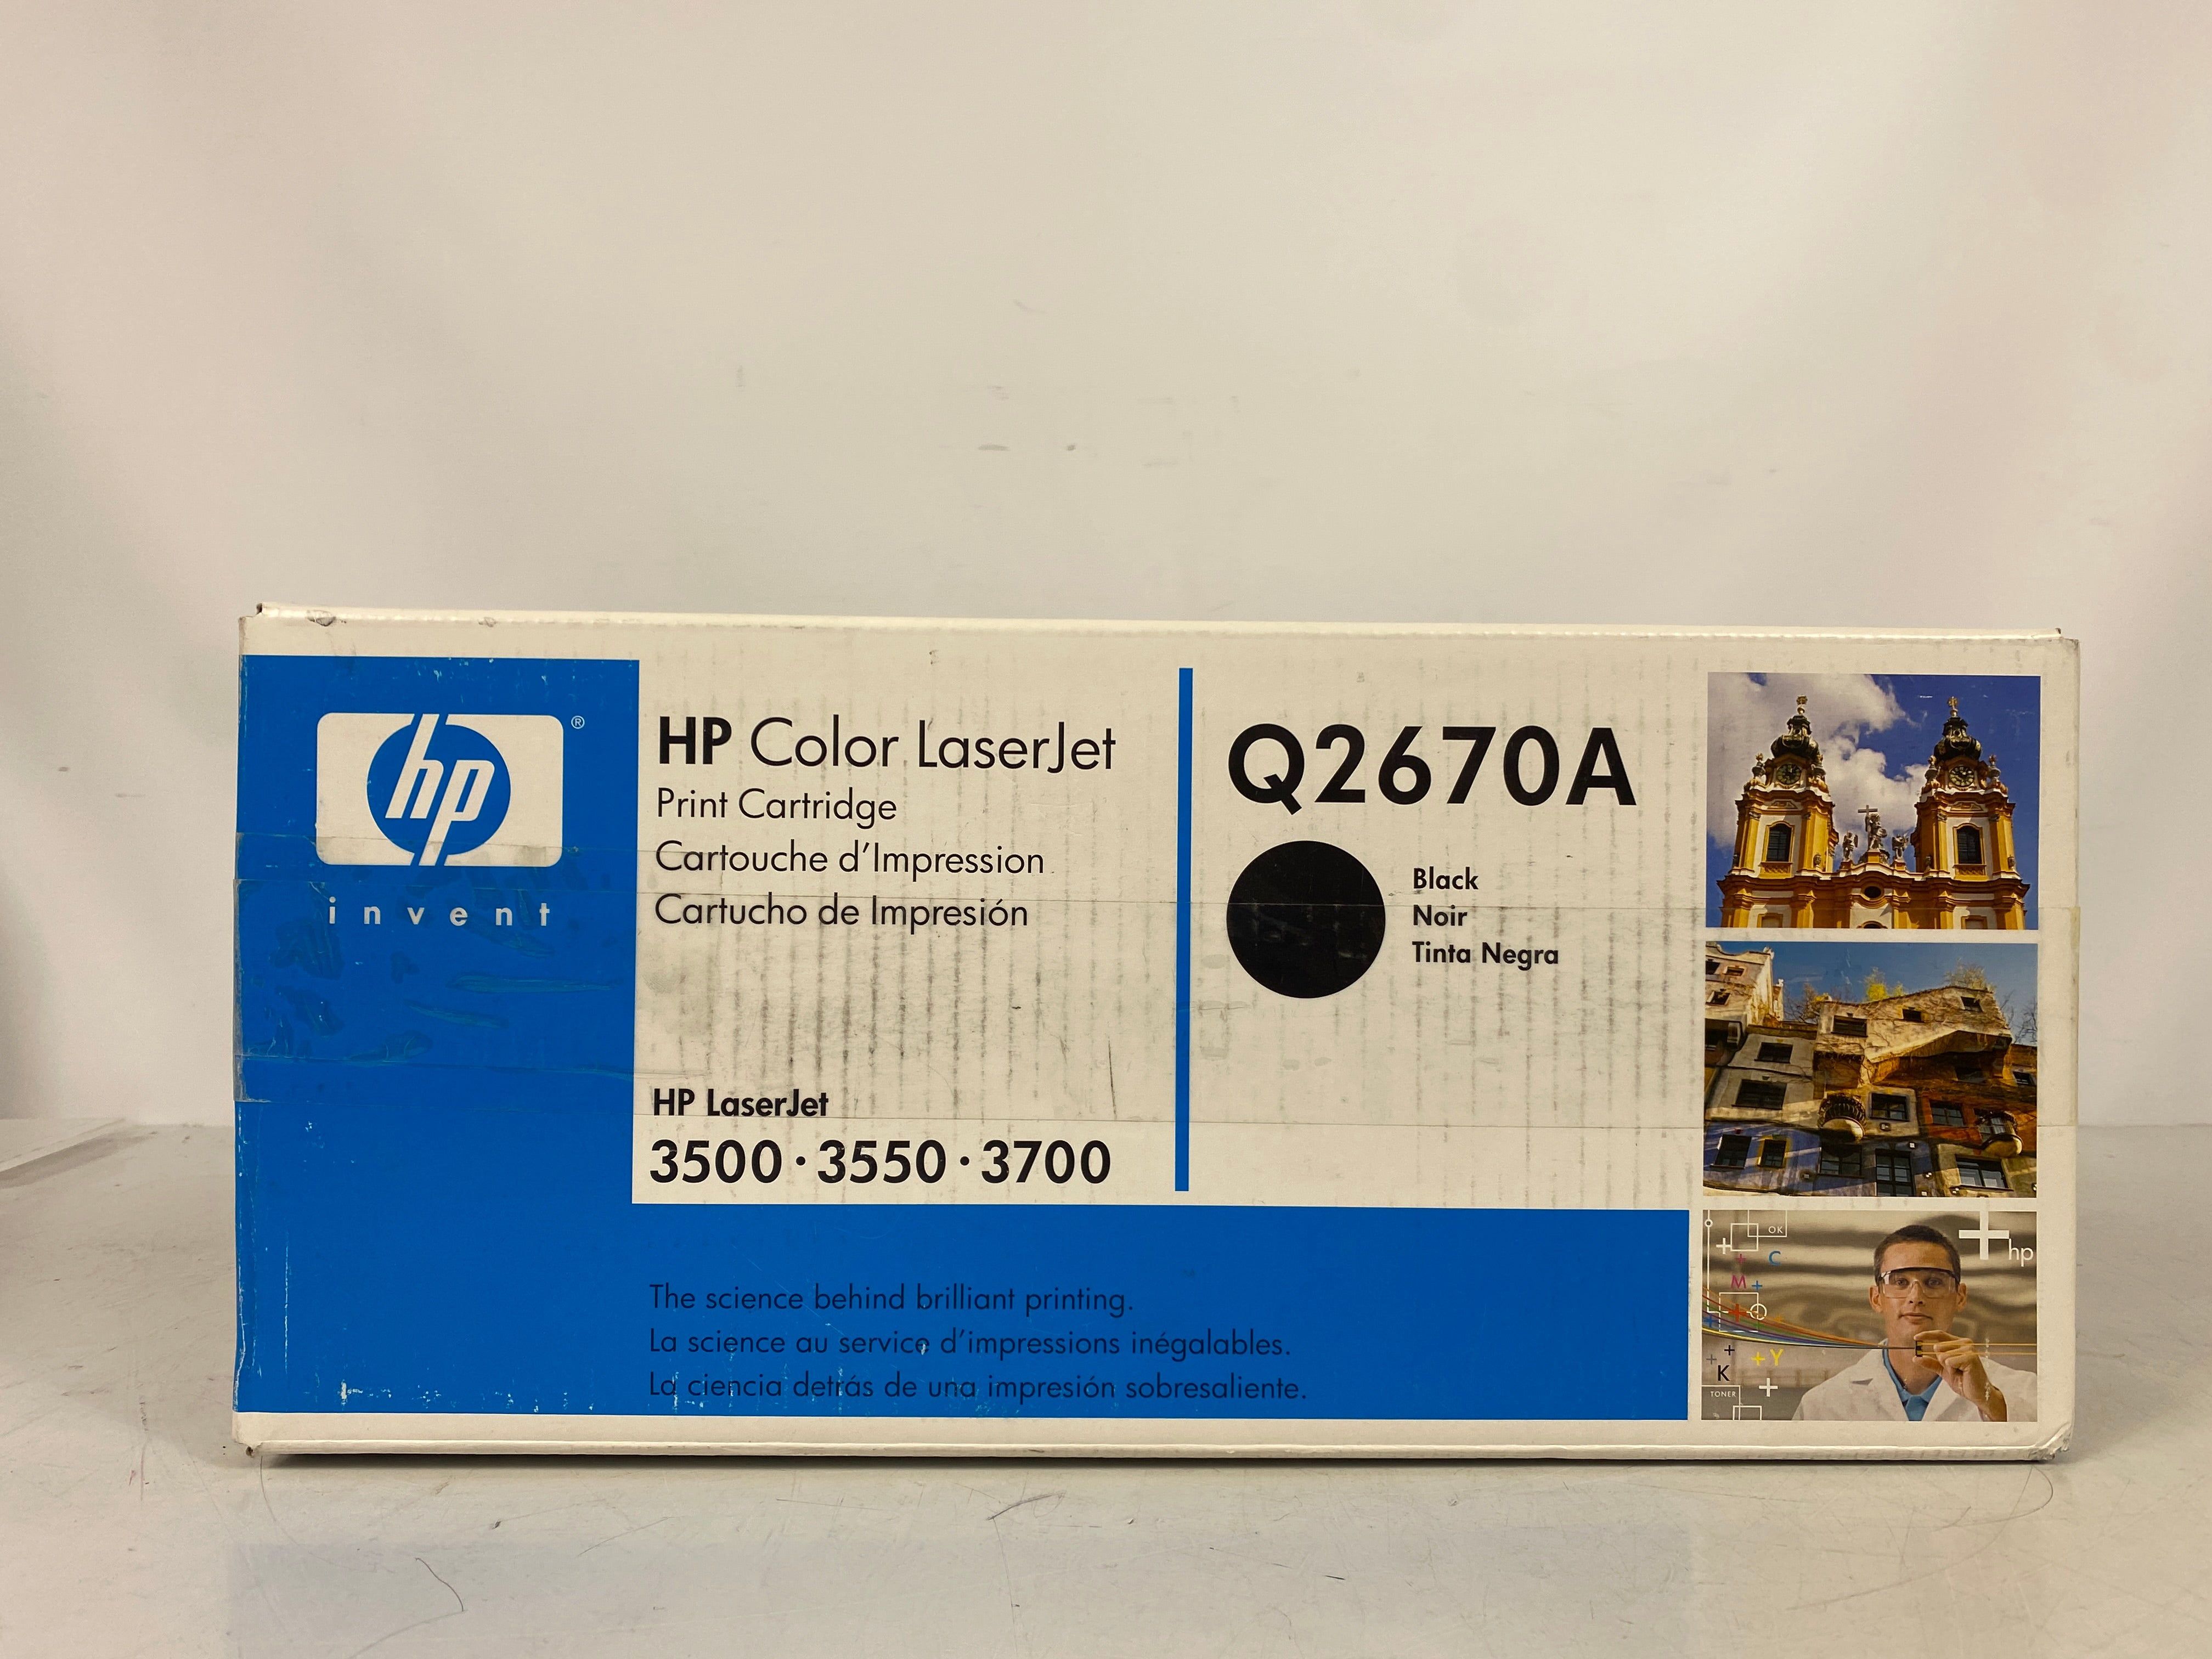 hp
®
invent
HP Color LaserJet
Print Cartridge
Cartouche d'Impression
Cartucho de Impresión
HP LaserJet
3500 · 3550 · 3700
Q2670A
Black
Noir
Tinta Negra
The science behind brilliant printing.
La science au service d'impressions inégalables.
La ciencia detrás de una impresión sobresaliente.
OK
+hp
C
M
Y
K
TONER